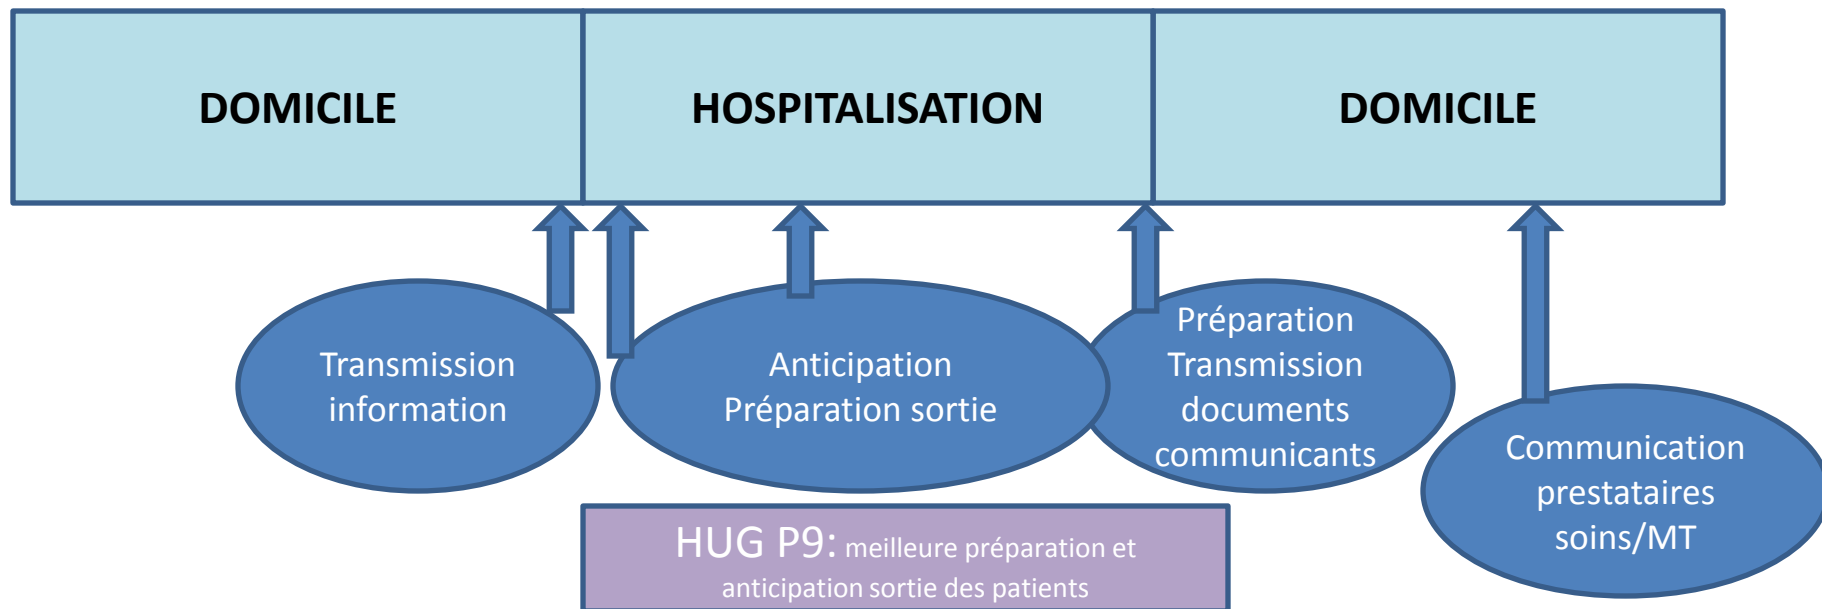 DOMICILE
HOSPITALISATION
DOMICILE
Transmission
information
Anticipation
Préparation sortie
Préparation
Transmission
documents
communicants
Communication
prestataires
soins/MT
HUG P9: meilleure préparation et
anticipation sortie des patients